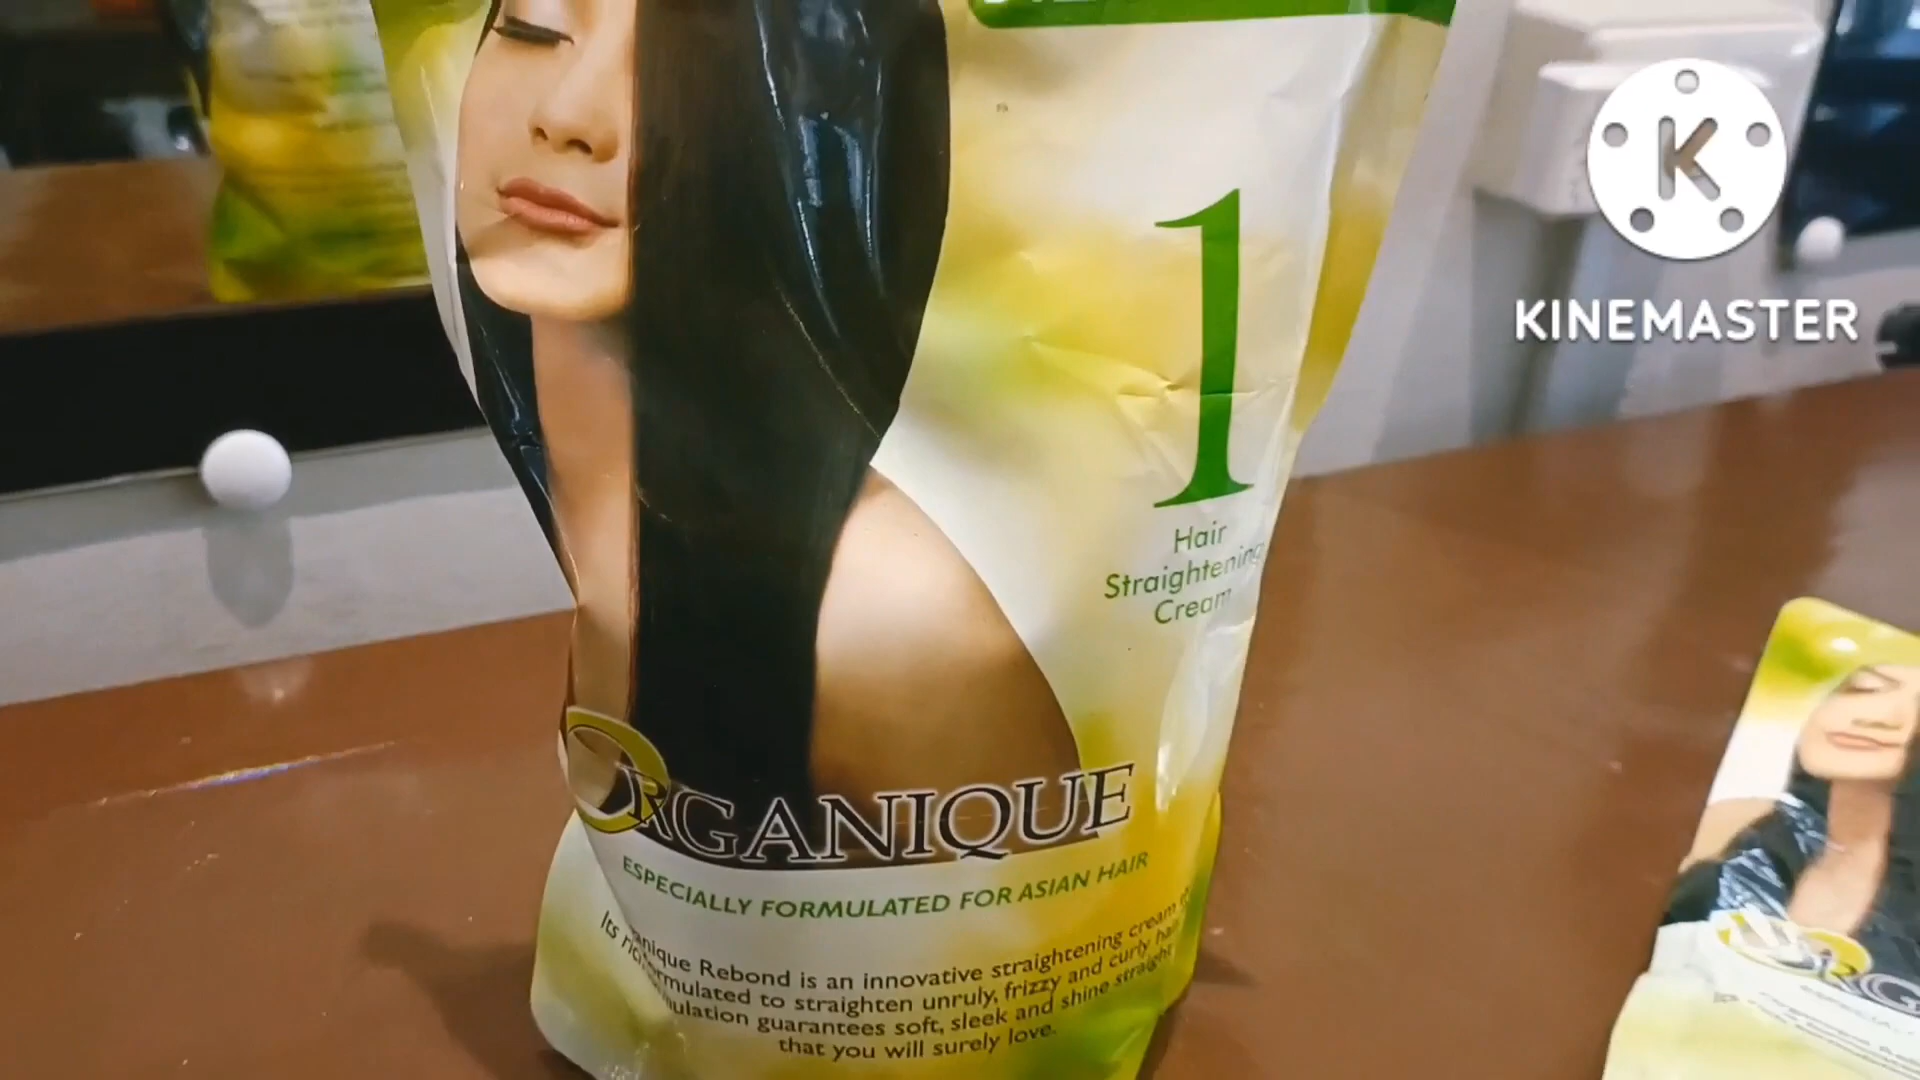 K
KINEMASTER
1
Hair
Straightening
Cream
ORGANIQUE
ESPECIALLY FORMULATED FOR ASIAN HAIR
Rebond is an innovative straightening cream
to straighten unruly, frizzy and curly
guarantees soft, sleek and shine straight
that you will surely love.